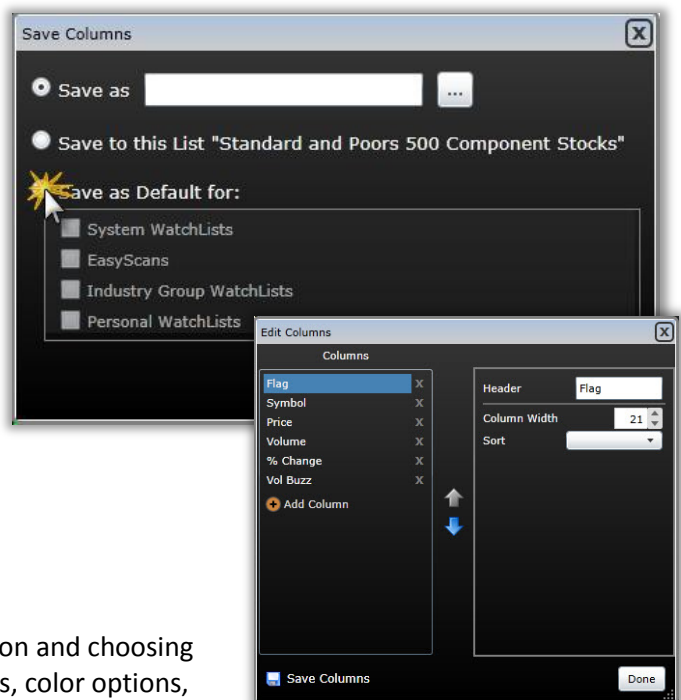 Save Columns X
Save as ...
Save to this List "Standard and Poors 500 Component Stocks"
Save as Default for:
System WatchLists
EasyScans
Industry Group WatchLists
Personal WatchLists
Edit Columns X
Columns
Flag X
Symbol X
Price X
Volume X
% Change X
Vol Buzz X
Add Column
Header Flag
Column Width 21
Sort
Save Columns
Done
on and choosing
s, color options,